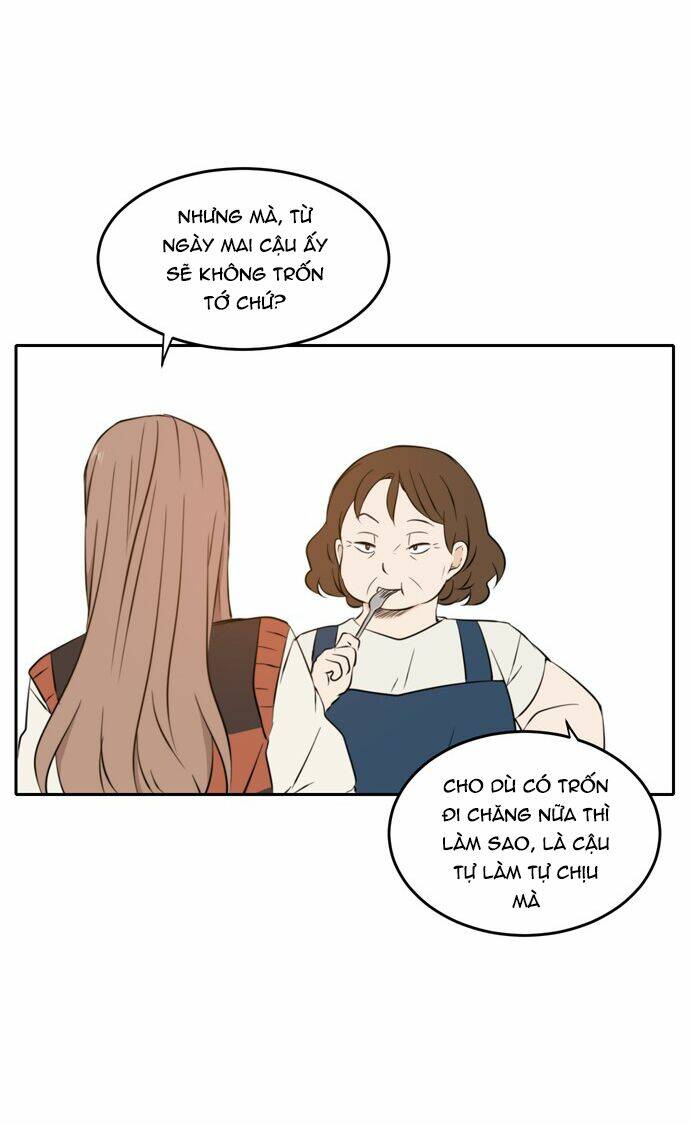 NHƯNG MÀ, TỪ
NGÀY MAI CẬU ẤY
SẼ KHÔNG TRỐN
TỚ CHỨ?
CHO DÙ CÓ TRỐN
ĐI CHĂNG NỮA THÌ
LÀM SAO, LÀ CẬU
TỰ LÀM TỰ CHỊU
MÀ